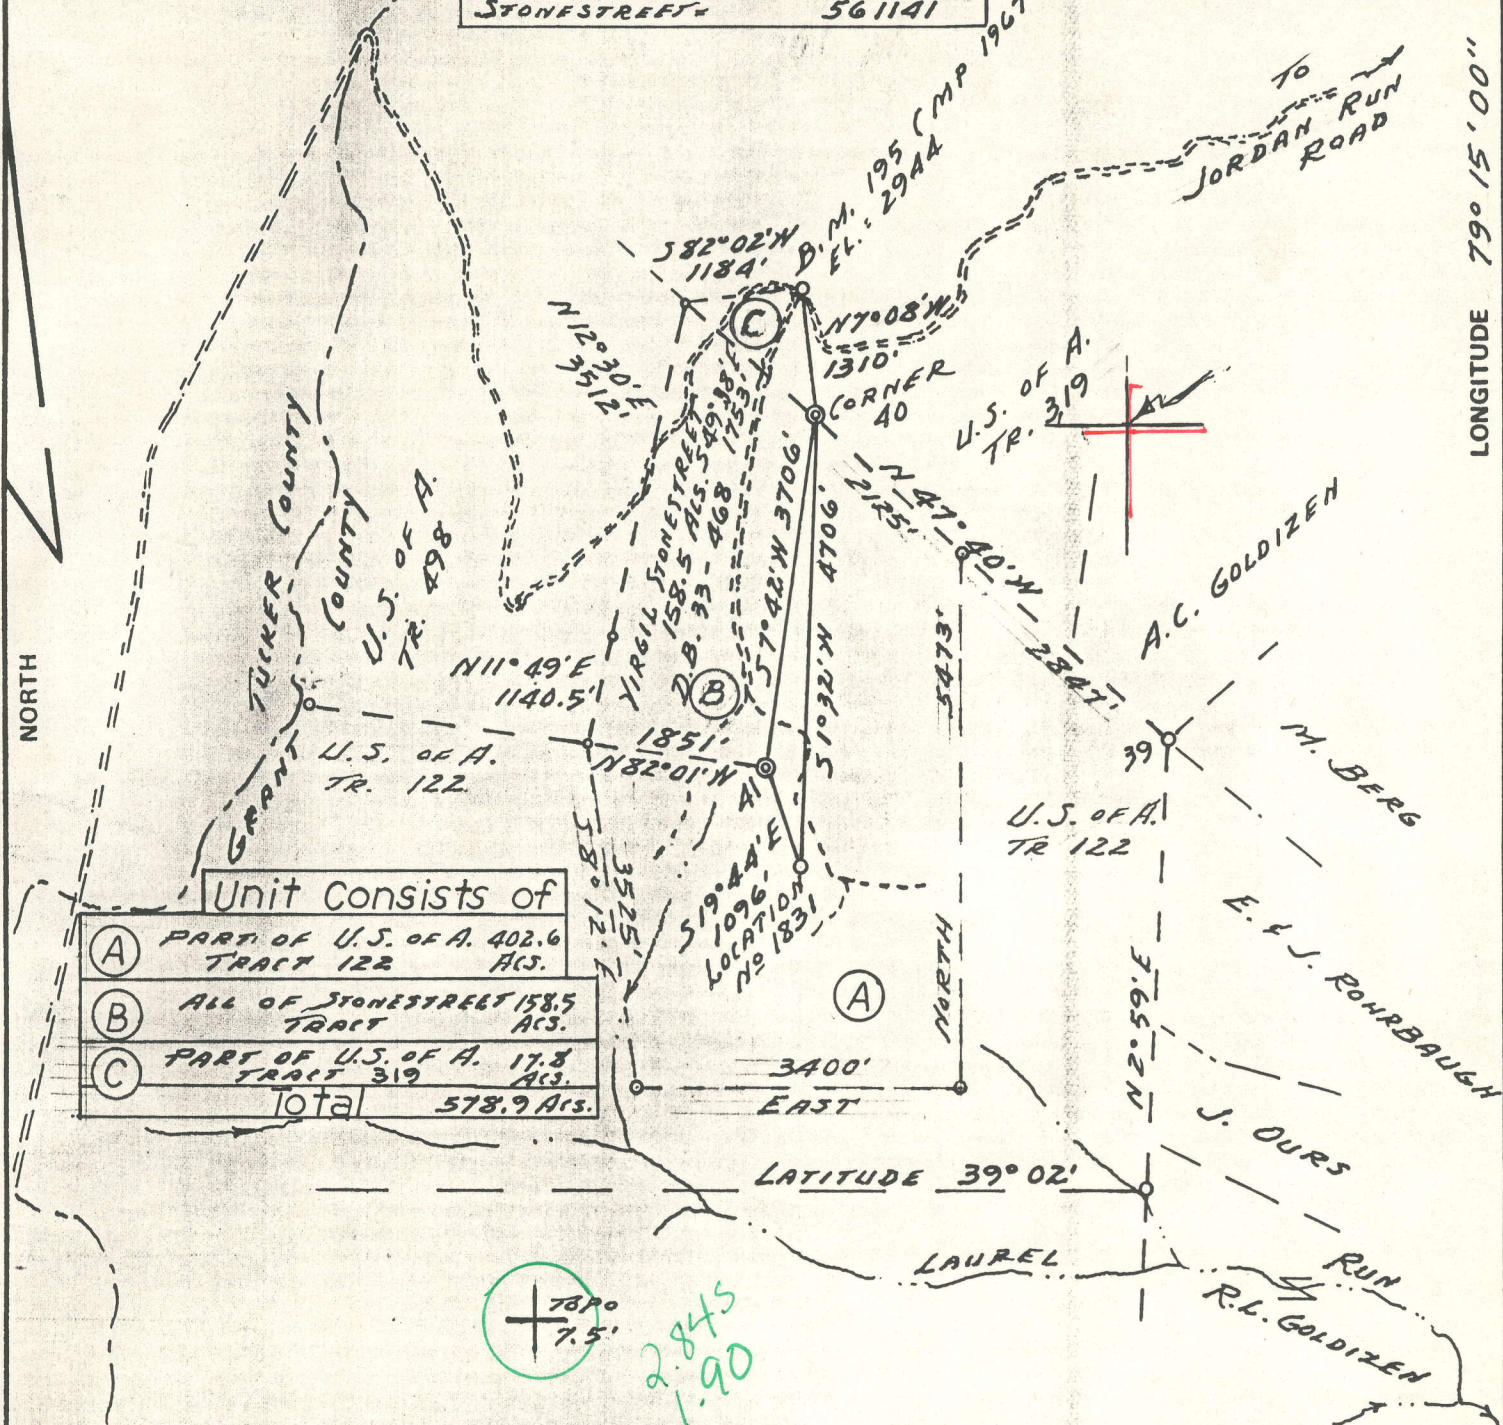 STONESTREET= 561141
LONGITUDE 79° 15' 00"
TO
JORDAN RUN
ROAD
B.M. 195 (MP 1967
EL.= 2944
S82°02'W
1184'
C
N7°08'W
1310'
N12°30'E
3512'
CORNER
40
U.S. OF A.
TR. 319
TUCKER COUNTY
GRANT COUNTY
U.S. OF A.
TR. 498
VIRGIL STONESTREET
158.5 ACS.
D.B. 33-468
S49°38'E
1753'
S7°42'W 3706'
S1°32'W 4706'
N47°40'W
2125'
2847'
A.C. GOLDIZEN
NORTH
N11°49'E
1140.5'
B
5473'
NORTH
39
M. BERG
U.S. OF A.
TR. 122
1851'
N82°01'W
41
S19°44'E
1096'
LOCATION
No 1831
U.S. OF A.
TR 122
3525'
S8°12'E
E. & J. ROHRBAUGH
Unit Consists of
A PART OF U.S. OF A. 402.6
TRACT 122 ACS.
B ALL OF STONESTREET 158.5
TRACT ACS.
C PART OF U.S. OF A. 17.8
TRACT 319 ACS.
Total 578.9 Acs.
A
3400'
EAST
N 2°59'E
J. OURS
LATITUDE 39° 02'
LAUREL RUN
R.L. GOLDIZEN
TOPO
7.5'
2.845
1.90